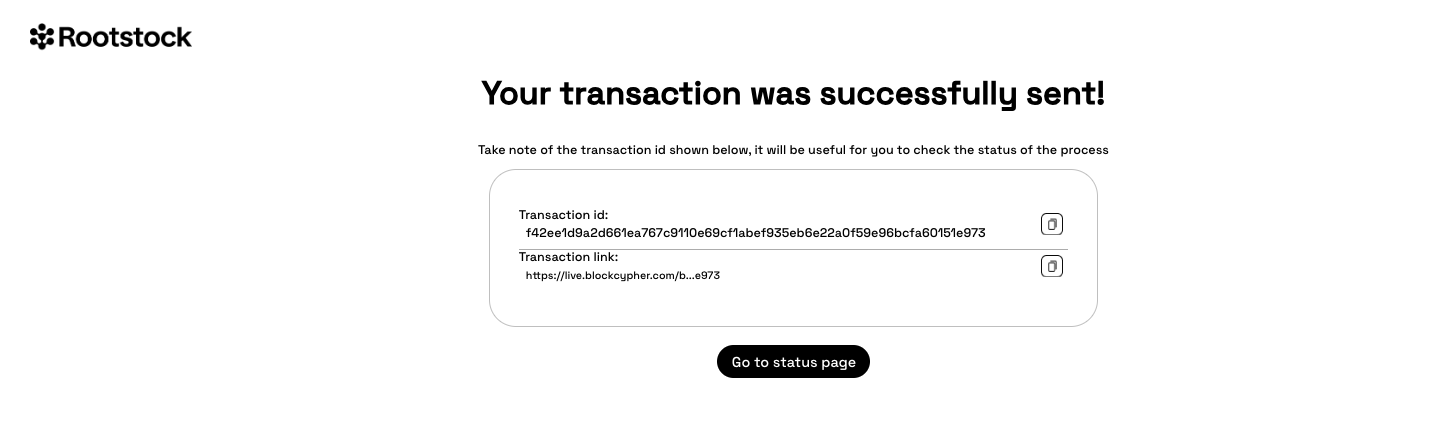 Rootstock
Your transaction was successfully sent!
Take note of the transaction id shown below, it will be useful for you to check the status of the process
Transaction id:
f42ee1d9a2d661ea767c9110e69cf1abef935eb6e22a0f59e96bcfa60151e973
Transaction link:
https://live.blockcypher.com/b...e973
Go to status page